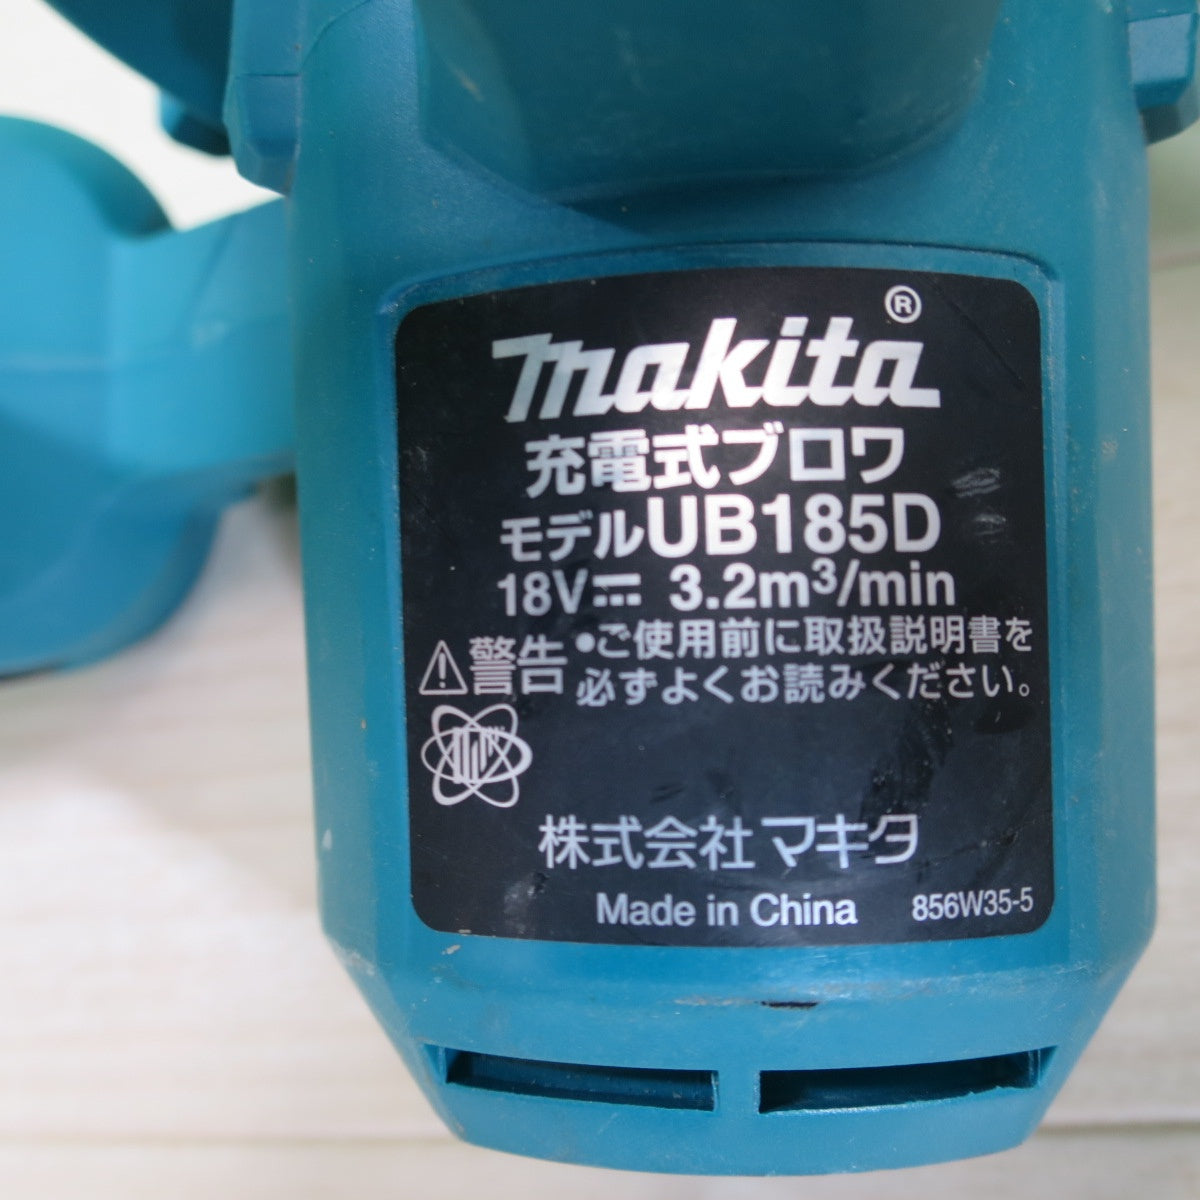 makita®
充電式ブロワ
モデルUB185D
18V⎓ 3.2m³/min
⚠警告 •ご使用前に取扱説明書を
必ずよくお読みください。
株式会社マキタ
Made in China 856W35-5